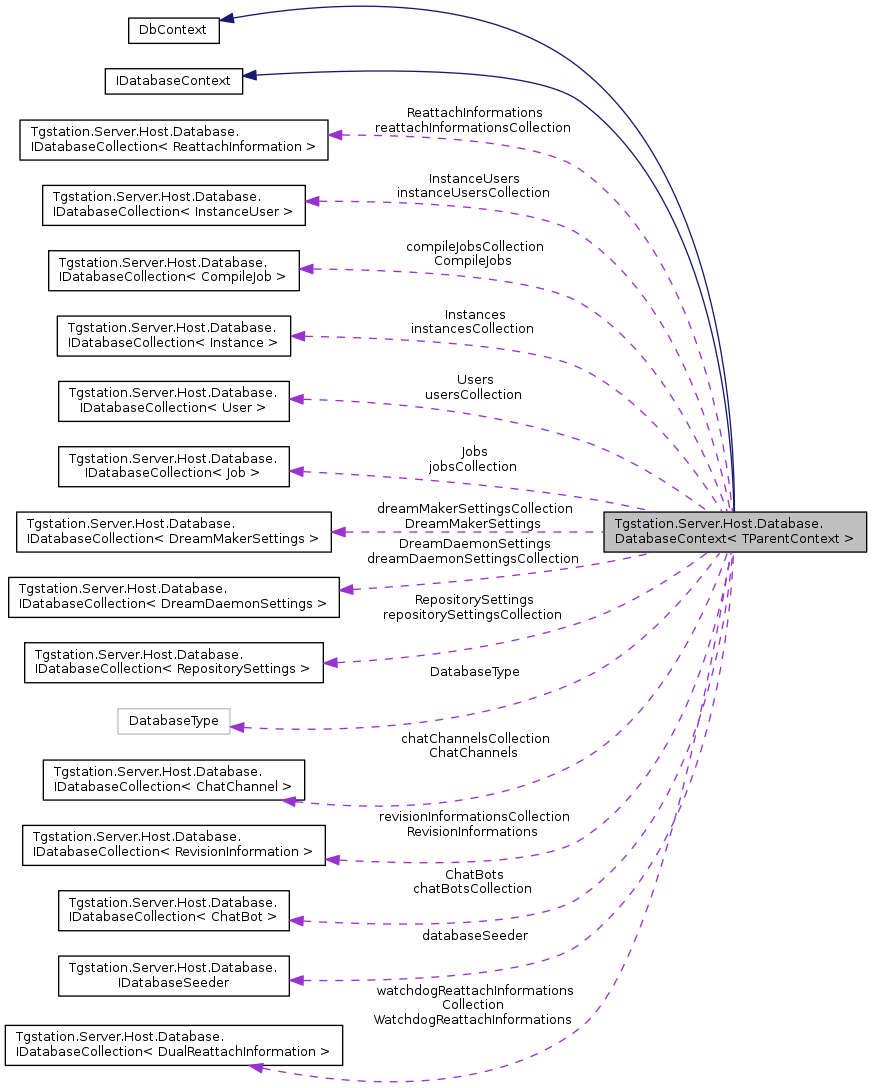 DbContext
IDatabaseContext
ReattachInformations
reattachInformationsCollection
Tgstation.Server.Host.Database.
IDatabaseCollection< ReattachInformation >
InstanceUsers
instanceUsersCollection
Tgstation.Server.Host.Database.
IDatabaseCollection< InstanceUser >
compileJobsCollection
CompileJobs
Tgstation.Server.Host.Database.
IDatabaseCollection< CompileJob >
Instances
instancesCollection
Tgstation.Server.Host.Database.
IDatabaseCollection< Instance >
Users
usersCollection
Tgstation.Server.Host.Database.
IDatabaseCollection< User >
Jobs
jobsCollection
Tgstation.Server.Host.Database.
IDatabaseCollection< Job >
dreamMakerSettingsCollection
DreamMakerSettings
Tgstation.Server.Host.Database.
IDatabaseCollection< DreamMakerSettings >
Tgstation.Server.Host.Database.
DatabaseContext< TParentContext >
DreamDaemonSettings
dreamDaemonSettingsCollection
Tgstation.Server.Host.Database.
IDatabaseCollection< DreamDaemonSettings >
RepositorySettings
repositorySettingsCollection
Tgstation.Server.Host.Database.
IDatabaseCollection< RepositorySettings >
DatabaseType
DatabaseType
chatChannelsCollection
ChatChannels
Tgstation.Server.Host.Database.
IDatabaseCollection< ChatChannel >
revisionInformationsCollection
RevisionInformations
Tgstation.Server.Host.Database.
IDatabaseCollection< RevisionInformation >
ChatBots
chatBotsCollection
Tgstation.Server.Host.Database.
IDatabaseCollection< ChatBot >
databaseSeeder
Tgstation.Server.Host.Database.
IDatabaseSeeder
watchdogReattachInformations
Collection
WatchdogReattachInformations
Tgstation.Server.Host.Database.
IDatabaseCollection< DualReattachInformation >